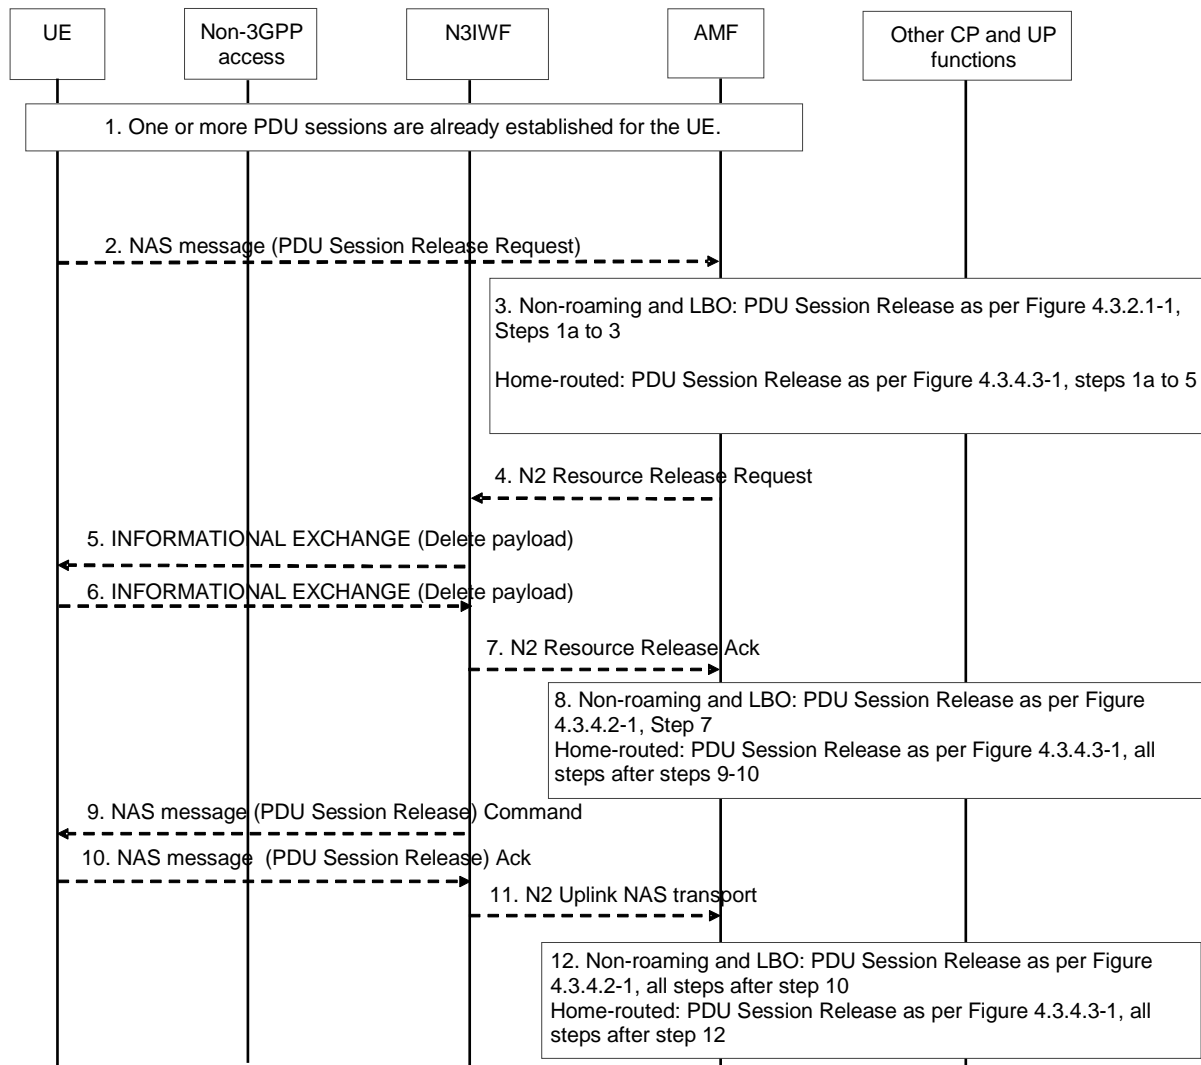 UE
Non-3GPP
access
N3IWF
AMF
Other CP and UP
functions
1. One or more PDU sessions are already established for the UE.
2. NAS message (PDU Session Release Request)
3. Non-roaming and LBO: PDU Session Release as per Figure 4.3.2.1-1,
Steps 1a to 3
Home-routed: PDU Session Release as per Figure 4.3.4.3-1, steps 1a to 5
4. N2 Resource Release Request
5. INFORMATIONAL EXCHANGE (Delete payload)
6. INFORMATIONAL EXCHANGE (Delete payload)
7. N2 Resource Release Ack
8. Non-roaming and LBO: PDU Session Release as per Figure
4.3.4.2-1, Step 7
Home-routed: PDU Session Release as per Figure 4.3.4.3-1, all
steps after steps 9-10
9. NAS message (PDU Session Release) Command
10. NAS message  (PDU Session Release) Ack
11. N2 Uplink NAS transport
12. Non-roaming and LBO: PDU Session Release as per Figure
4.3.4.2-1, all steps after step 10
Home-routed: PDU Session Release as per Figure 4.3.4.3-1, all
steps after step 12